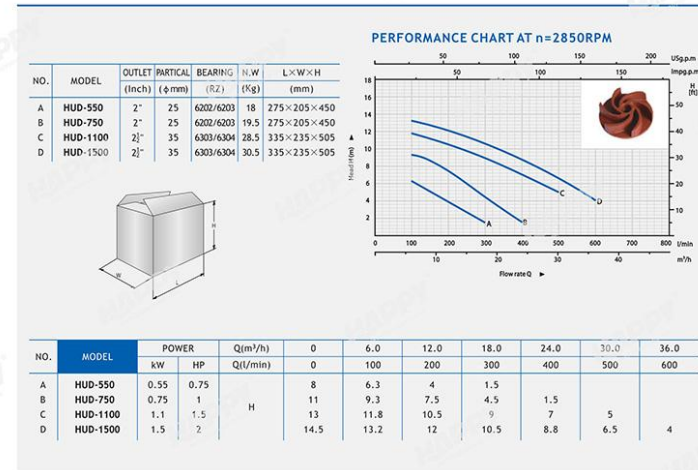 PERFORMANCE CHART AT n=2850RPM
NO. MODEL OUTLET PARTICAL BEARING N.W L×W×H
(Inch) (ϕmm) (RZ) (Kg) (mm)
A HUD-550 2" 25 6202/6203 18 275×205×450
B HUD-750 2" 25 6202/6203 19.5 275×205×450
C HUD-1100 2½" 35 6303/6304 28.5 335×235×505
D HUD-1500 2½" 35 6303/6304 30.5 335×235×505
50 100 150 200 USg.p.m
50 100 150 Impg.p.m
H
(ft)
18
16
14
12
10
8
6
4
2
Head H(m)
50
40
30
20
10
A B C D
0 100 200 300 400 500 600 700 800 l/min
10 20 30 40 m³/h
Flow rate Q
H
W
L
NO. MODEL POWER Q(m³/h) 0 6.0 12.0 18.0 24.0 30.0 36.0
kW HP Q(l/min) 0 100 200 300 400 500 600
A HUD-550 0.55 0.75 H 8 6.3 4 1.5
B HUD-750 0.75 1 11 9.3 7.5 4.5 1.5
C HUD-1100 1.1 1.5 13 11.8 10.5 9 7 5
D HUD-1500 1.5 2 14.5 13.2 12 10.5 8.8 6.5 4
HAPPY